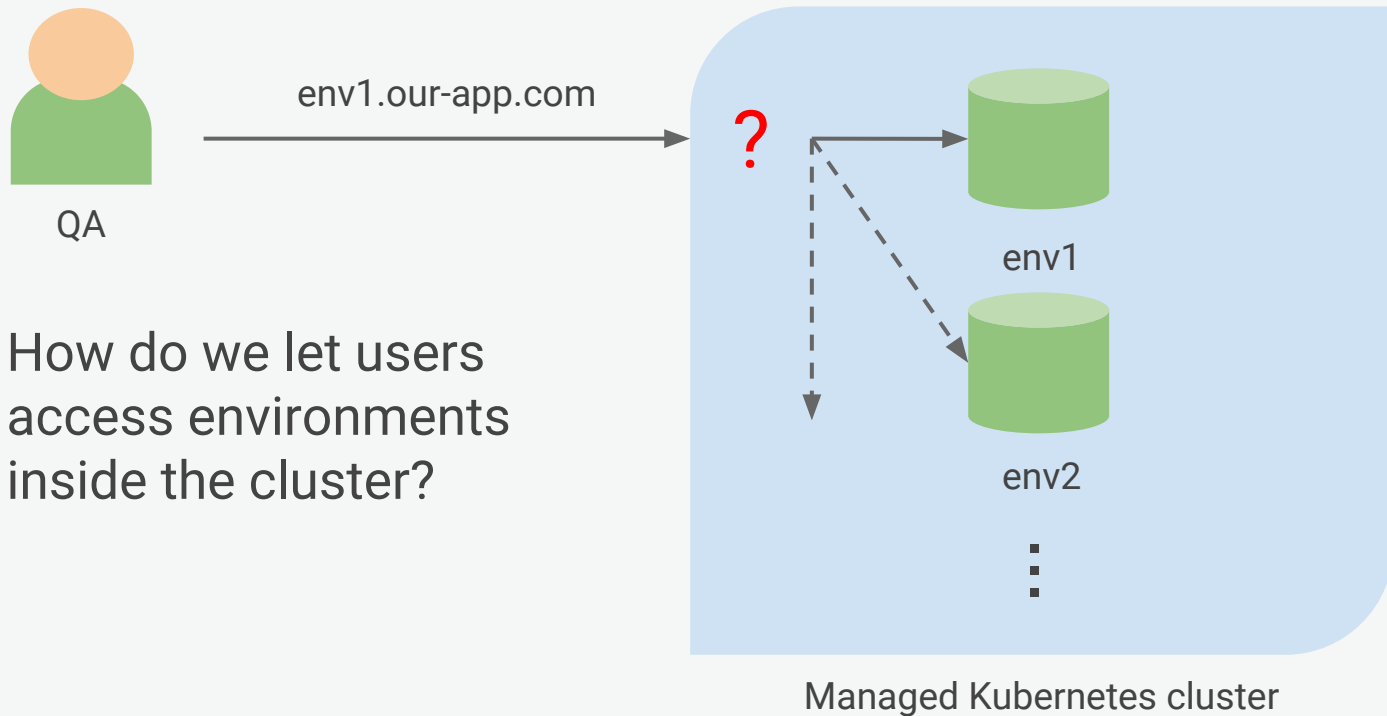 env1.our-app.com
?
QA
env1
How do we let users
access environments
inside the cluster?
env2
Managed Kubernetes cluster